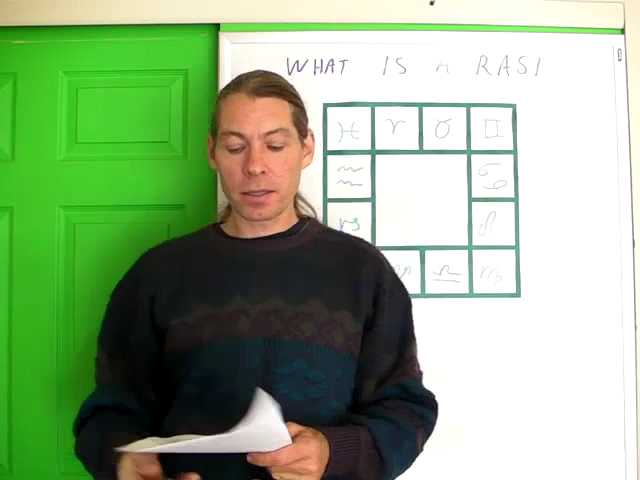 WHAT IS A RASI
♓ ♈ ♉ ♊
♒ ♋
♑ ♌
♏ ♎ ♍